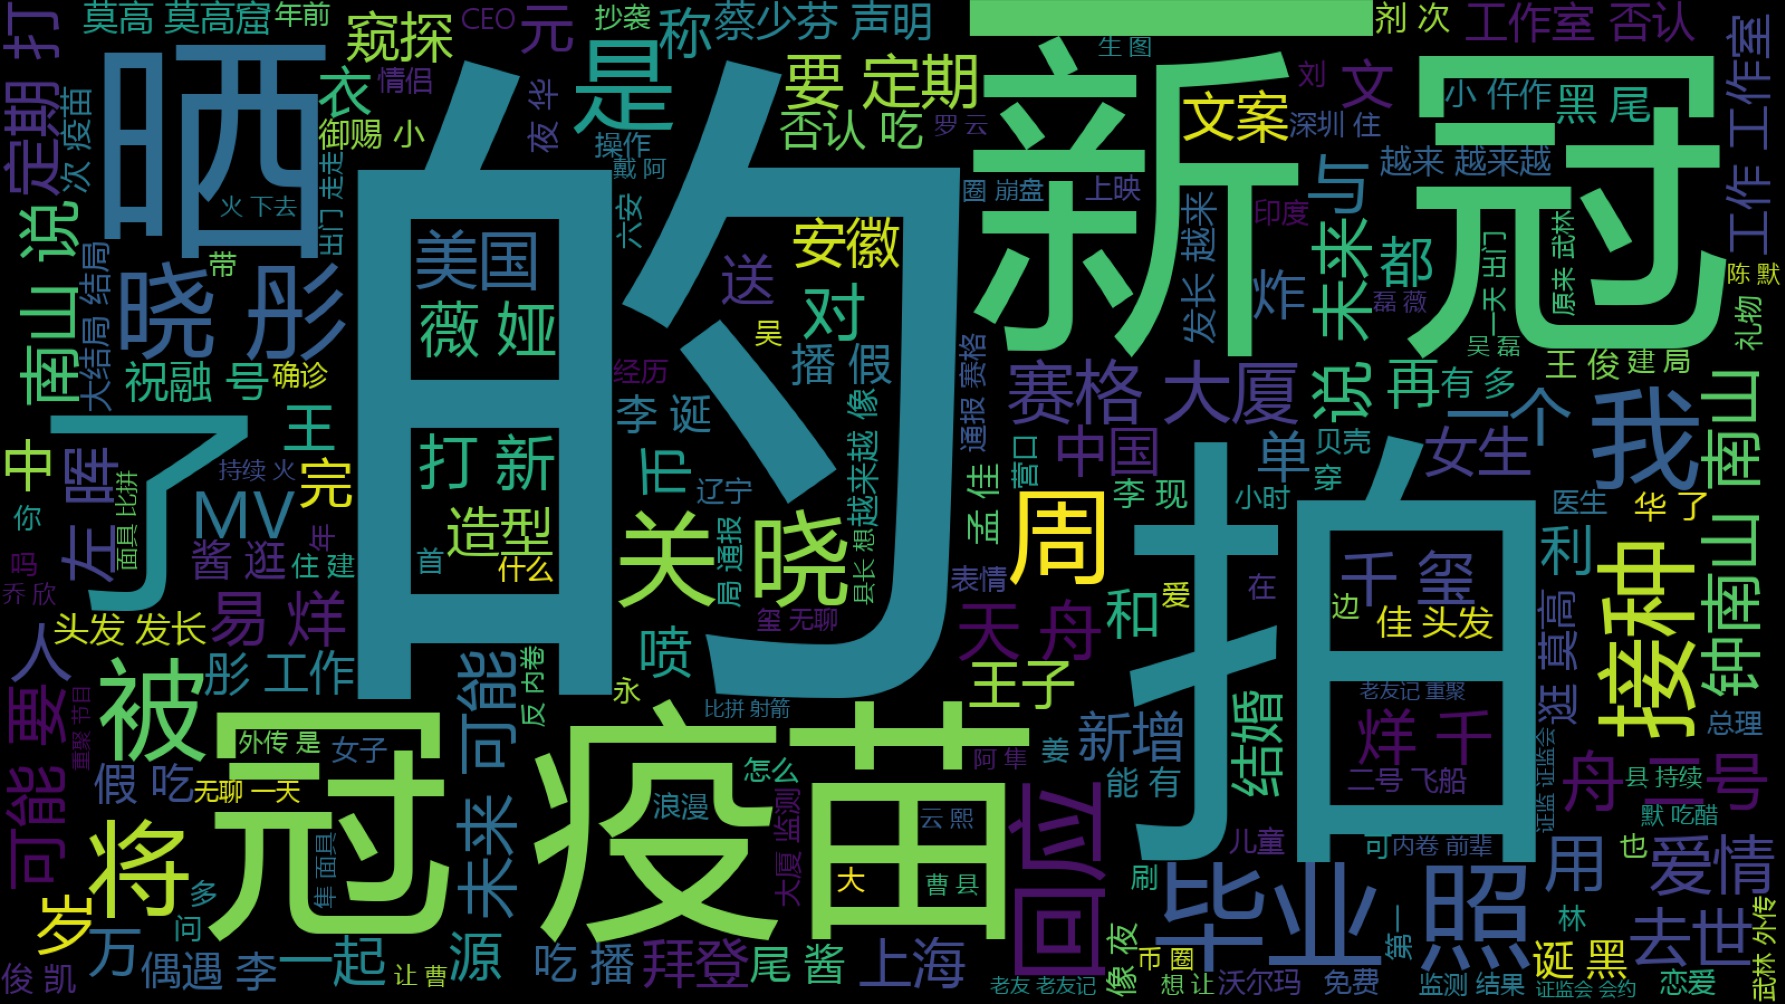 莫高 莫高窟
年前
窥探
CEO
元
抄袭
称
蔡少芬 声明
剂 次
工作室 否认
打
定期
晒
衣
情侣
夜 华
是
要 定期
生 图
新 冠
刘
文
小 仵作
黑 尾
工作 工作室
次 疫苗
御赐 小
操作
否认 吃
罗 云
文案
深圳 住
越来 越来越
戴 阿
圈 崩盘
上映
与
出门 走走
的
火 下去
六安
印度
都
说
南山
美国
安徽
发长 越来
未来
一天 出门
原来 武林
陈 默
大结局 结局
带
晓 彤
送
对
炸
磊 薇
礼物
薇 娅
吴
吴 磊
祝融 号
确诊
经历
播 假
通报 赛格
赛格 大厦
说
再
有 多
王 俊
建 局
了
王
李 诞
县长 想
越来越 像
一个
我
钟南山 南山
中
左 晖
持续 火
完
打 新
币
辽宁
中国
营口
单
贝壳
女生
穿
MV
面具 比拼
你
造型
关 晓
孟 佳
周
李 现
小时
拍
医生
华 了
吗
酱 逛
住 建
年
首
什么
局 通报
表情
千 玺
利
接种
乔 欣
易 烊
玺 无聊
爱
在
边
佳 头发
头发 发长
天 舟
和
逛 莫高
人
喷
彤 工作
王子
被
未来 可能
反 内卷
永
比拼 射箭
老友记 重聚
可能 要
重聚 节目
冠 疫苗
新增
结婚
烊 千
总理
外传 是
女子
阿 隼
姜
证监 证监会
假 吃
无聊 一天
怎么
能 有
二号 飞船
舟 二号
县 持续
浪漫
云 熙
默 吃醋
将
隼 面具
大厦 监测
回应
儿童
可
内卷 前辈
用
也
爱情
岁
多
大
曹 县
刷
毕业 照
问
林
万
偶遇 李
一起
让 曹
源
吃 播
拜登
尾 酱
上海
像 夜
币 圈
第一
诞 黑
去世
武林 外传
俊 凯
老友 老友记
想 让
沃尔玛
免费
监测 结果
证监会 会约
恋爱